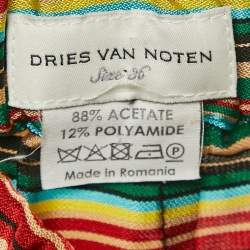 DRIES VAN NOTEN
Size 36
88% ACETATE
12% POLYAMIDE
Made in Romania